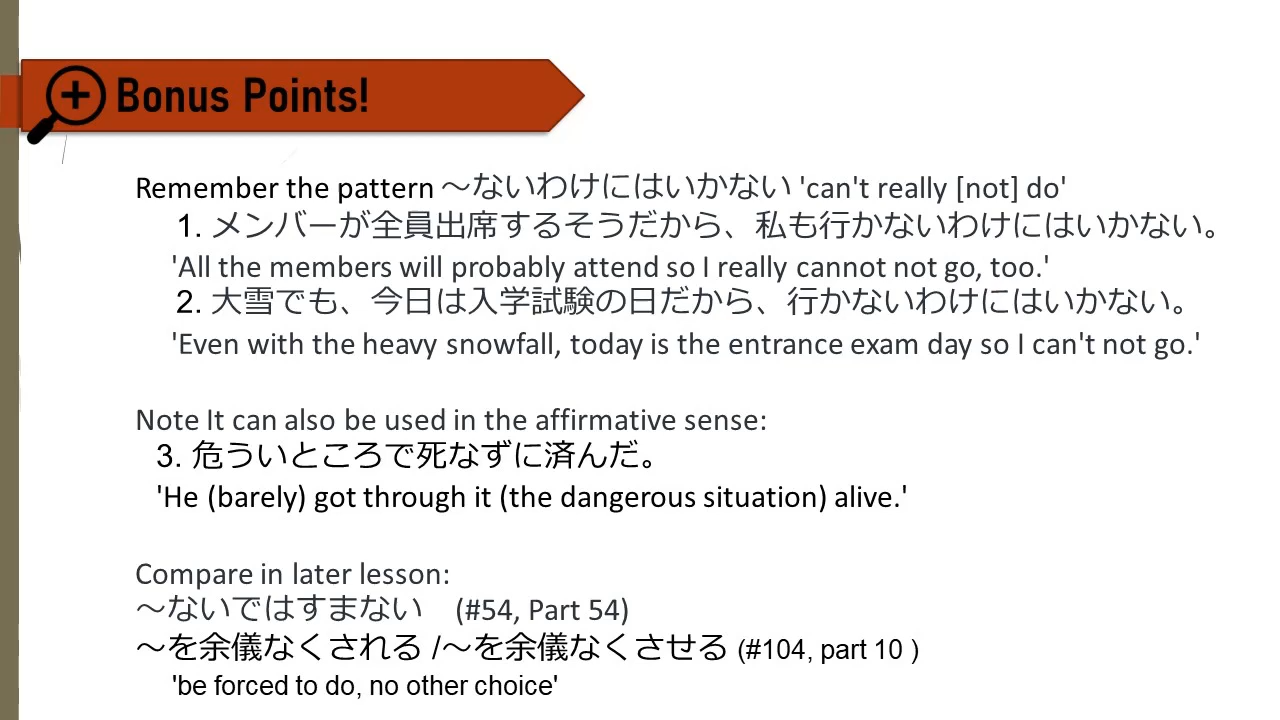 Bonus Points!
Remember the pattern ～ないわけにはいかない 'can't really [not] do'
1. メンバーが全員出席するそうだから、私も行かないわけにはいかない。
'All the members will probably attend so I really cannot not go, too.'
2. 大雪でも、今日は入学試験の日だから、行かないわけにはいかない。
'Even with the heavy snowfall, today is the entrance exam day so I can't not go.'
Note It can also be used in the affirmative sense:
3. 危ういところで死なずに済んだ。
'He (barely) got through it (the dangerous situation) alive.'
Compare in later lesson:
～ないではすまない　(#54, Part 54)
～を余儀なくされる /～を余儀なくさせる (#104, part 10 )
'be forced to do, no other choice'